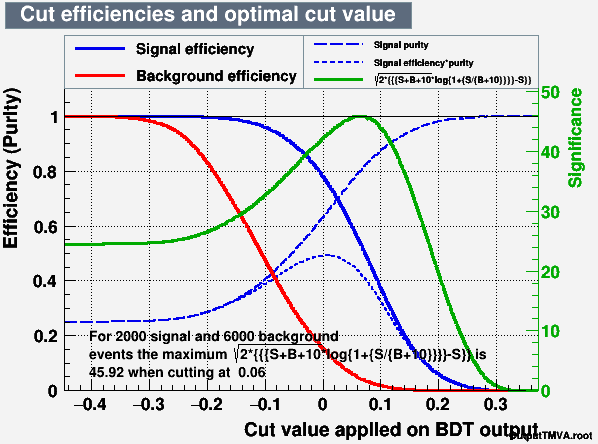 Cut efficiencies and optimal cut value
Signal efficiency
Background efficiency
Signal purity
Signal efficiency*purity
√2*{{{S+B+10*log{1+{S/{B+10}}}}-S}}
Efficiency (Purity)
1
0.8
0.6
0.4
0.2
0
50
40
30
20
10
0
Significance
For 2000 signal and 6000 background
events the maximum √2*{{{S+B+10*log{1+{S/{B+10}}}}-S}} is
45.92 when cutting at 0.06
−0.4 −0.3 −0.2 −0.1 0 0.1 0.2 0.3
Cut value applied on BDT output